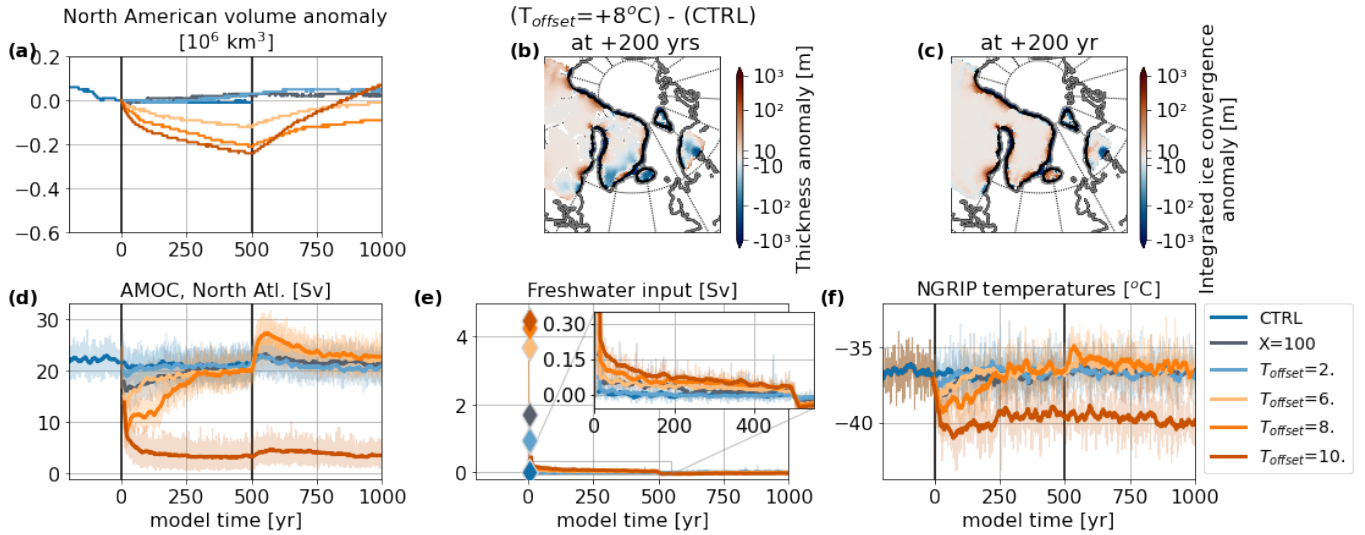 North American volume anomaly
[10⁶ km³]
(a)
0.2
0.0
−0.2
−0.4
−0.6
0 250 500 750 1000
(T_offset=+8°C) - (CTRL)
(b) at +200 yrs
10³
10²
10
-10
-10²
-10³
Thickness anomaly [m]
(c) at +200 yr
10³
10²
10
-10
-10²
-10³
Integrated ice convergence
anomaly [m]
(d) AMOC, North Atl. [Sv]
30
20
10
0
0 250 500 750 1000
model time [yr]
(e) Freshwater input [Sv]
4
2
0
0.30
0.15
0.00
0 200 400
0 250 500 750 1000
model time [yr]
(f) NGRIP temperatures [°C]
−35
−40
0 250 500 750 1000
model time [yr]
CTRL
X=100
T_offset=2.
T_offset=6.
T_offset=8.
T_offset=10.